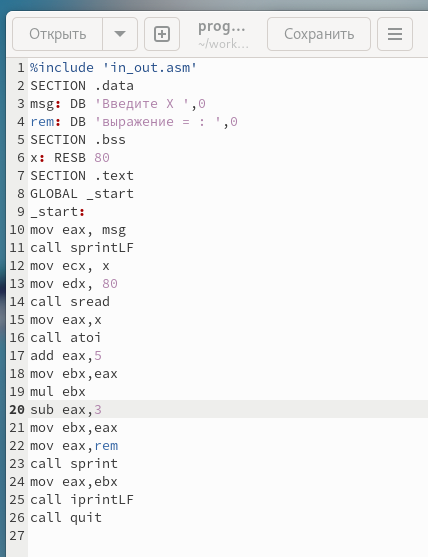 Открыть
prog...
~/work...
Сохранить
1 %include 'in_out.asm'
2 SECTION .data
3 msg: DB 'Введите X ',0
4 rem: DB 'выражение = : ',0
5 SECTION .bss
6 x: RESB 80
7 SECTION .text
8 GLOBAL _start
9 _start:
10 mov eax, msg
11 call sprintLF
12 mov ecx, x
13 mov edx, 80
14 call sread
15 mov eax,x
16 call atoi
17 add eax,5
18 mov ebx,eax
19 mul ebx
20 sub eax,3
21 mov ebx,eax
22 mov eax,rem
23 call sprint
24 mov eax,ebx
25 call iprintLF
26 call quit
27